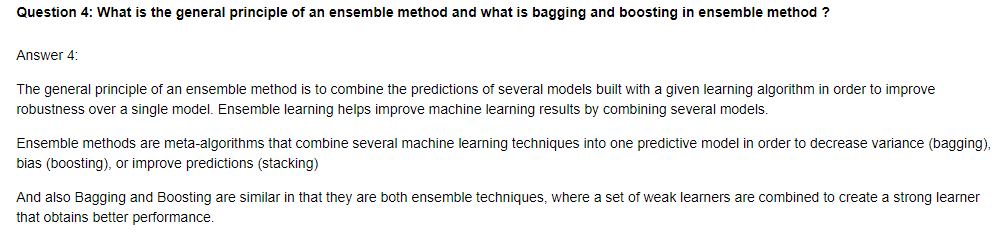 Question 4: What is the general principle of an ensemble method and what is bagging and boosting in ensemble method ?
Answer 4:
The general principle of an ensemble method is to combine the predictions of several models built with a given learning algorithm in order to improve
robustness over a single model. Ensemble learning helps improve machine learning results by combining several models.
Ensemble methods are meta-algorithms that combine several machine learning techniques into one predictive model in order to decrease variance (bagging),
bias (boosting), or improve predictions (stacking)
And also Bagging and Boosting are similar in that they are both ensemble techniques, where a set of weak learners are combined to create a strong learner
that obtains better performance.